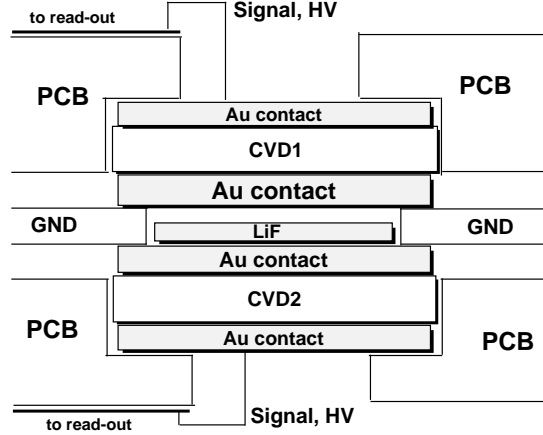 to read-out
Signal, HV
PCB
PCB
Au contact
CVD1
Au contact
GND
LiF
GND
Au contact
CVD2
PCB
Au contact
PCB
to read-out
Signal, HV